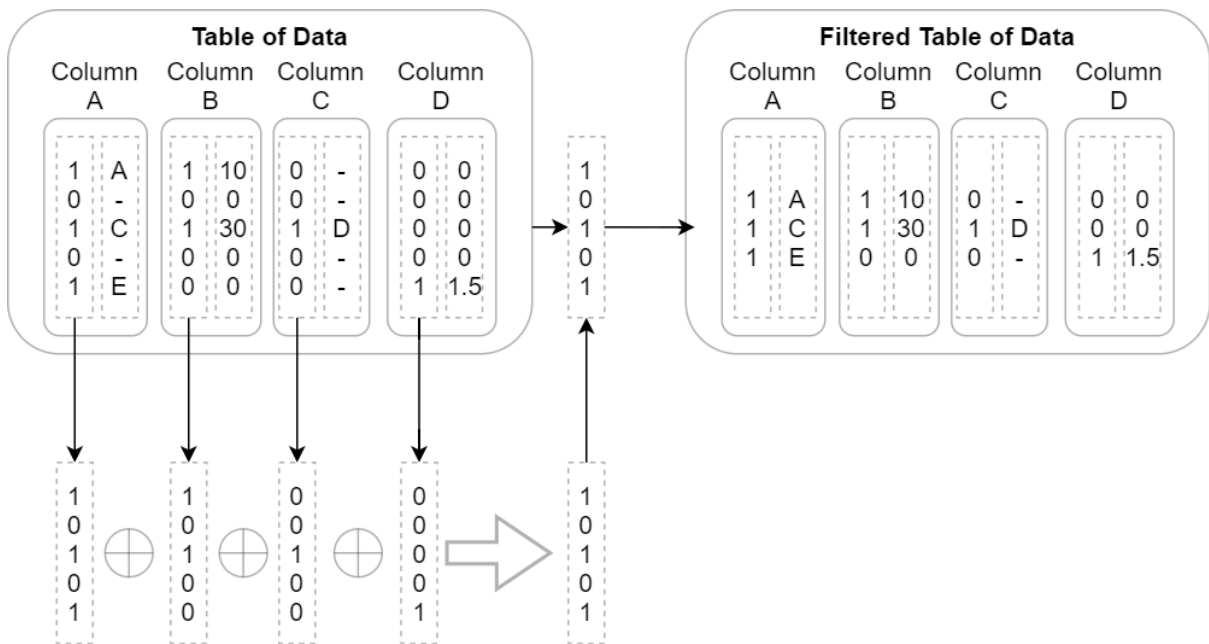 Table of Data
Column A Column B Column C Column D
1 A 1 10 0 - 0 0
0 - 0 0 0 - 0 0
1 C 1 30 1 D 0 0
0 - 0 0 0 - 0 0
1 E 0 0 0 - 1 1.5
1
0
1
0
1
Filtered Table of Data
Column A Column B Column C Column D
1 A 1 10 0 - 0 0
1 C 1 30 1 D 0 0
1 E 0 0 0 - 1 1.5
1 1 0 0 1
0 0 0 0 0
1 1 1 0 1
0 0 0 0 0
1 0 0 1 1